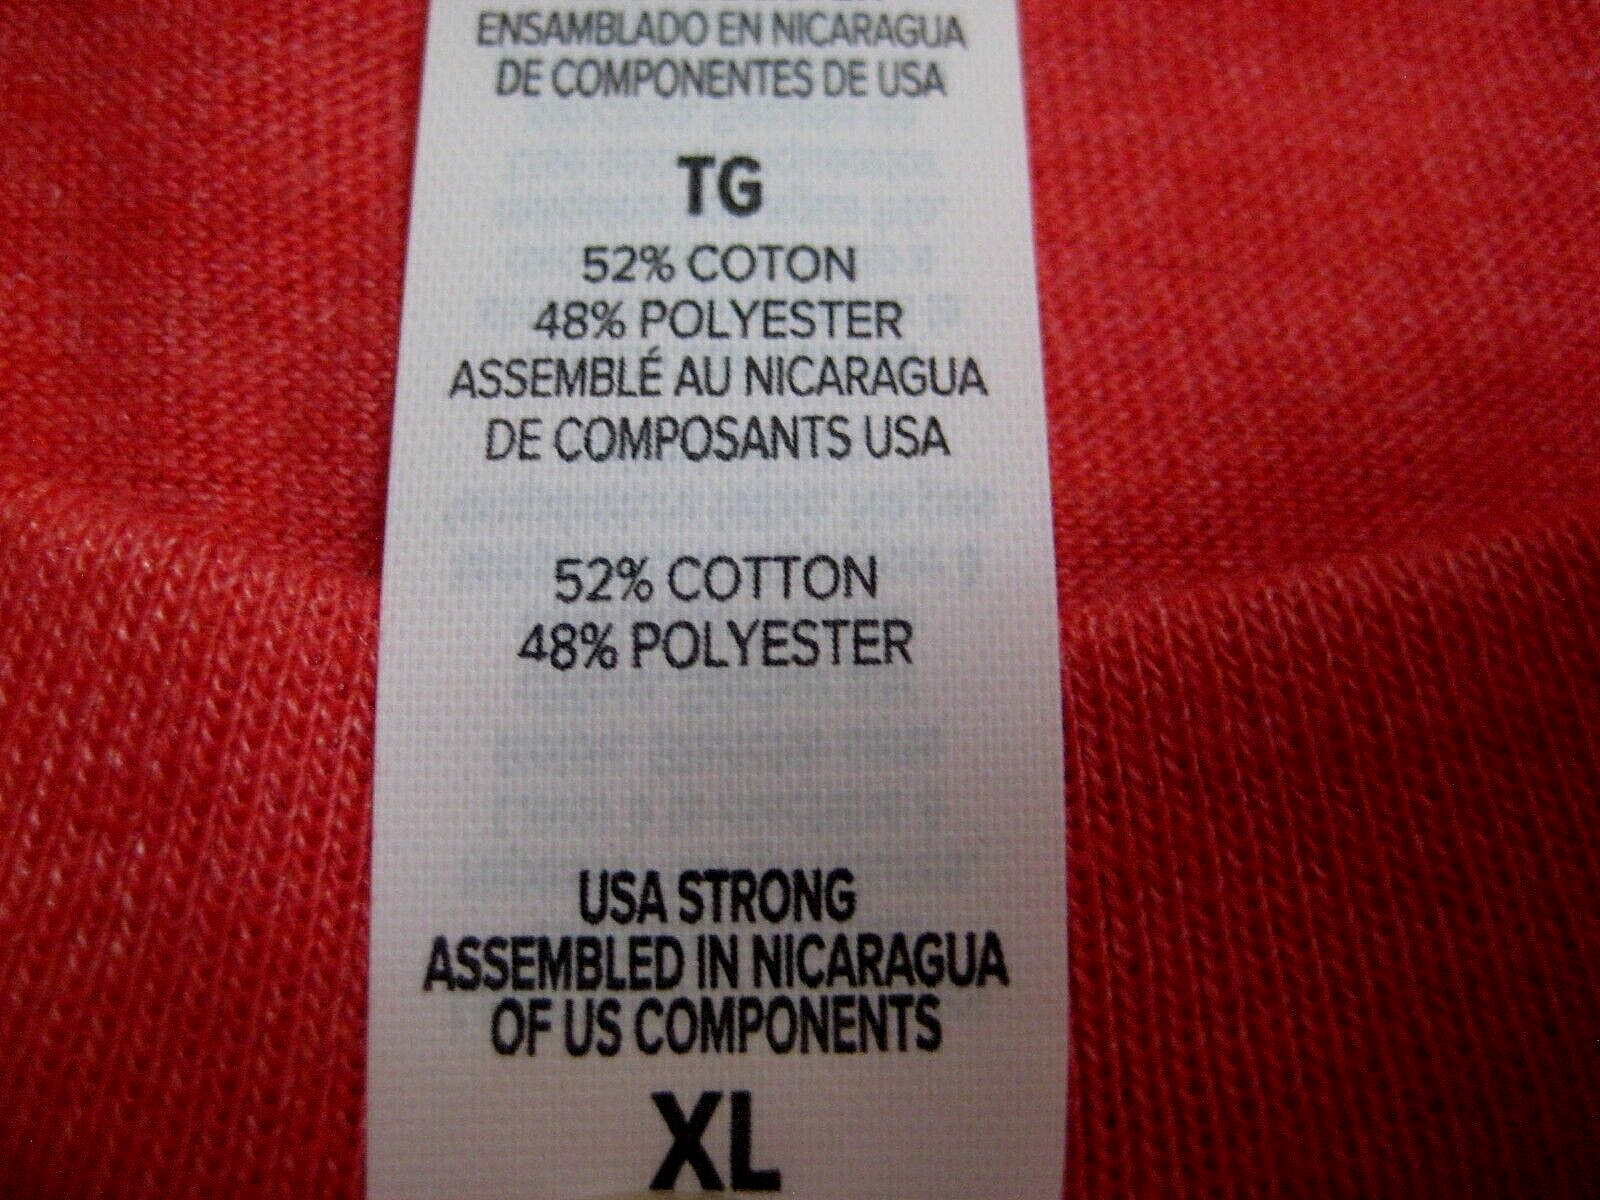 ENSAMBLADO EN NICARAGUA
DE COMPONENTES DE USA
TG
52% COTON
48% POLYESTER
ASSEMBLÉ AU NICARAGUA
DE COMPOSANTS USA
52% COTTON
48% POLYESTER
USA STRONG
ASSEMBLED IN NICARAGUA
OF US COMPONENTS
XL